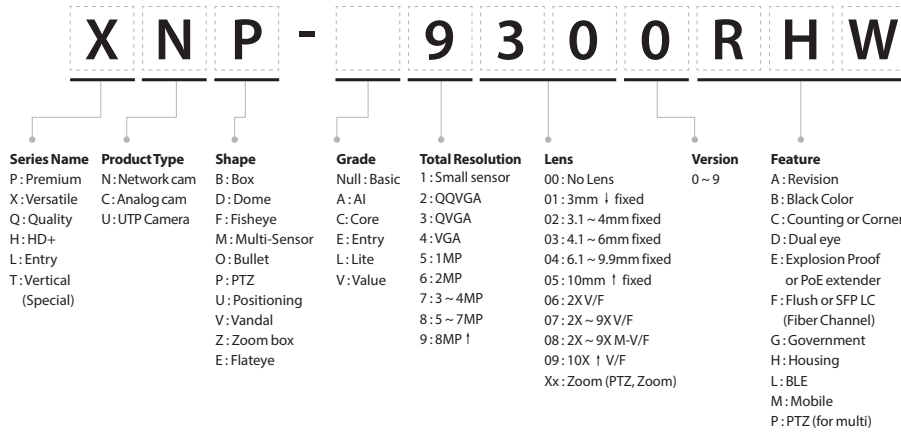 XNP - 9300RHW
Series Name
P : Premium
X : Versatile
Q : Quality
H : HD+
L : Entry
T : Vertical
(Special)
Product Type
N : Network cam
C : Analog cam
U : UTP Camera
Shape
B : Box
D : Dome
F : Fisheye
M : Multi-Sensor
O : Bullet
P : PTZ
U : Positioning
V : Vandal
Z : Zoom box
E : Flateye
Grade
Null : Basic
A : AI
C : Core
E : Entry
L : Lite
V : Value
Total Resolution
1 : Small sensor
2 : QQVGA
3 : QVGA
4 : VGA
5 : 1MP
6 : 2MP
7 : 3 ~ 4MP
8 : 5 ~ 7MP
9 : 8MP ↑
Lens
00 : No Lens
01 : 3mm ↓ fixed
02 : 3.1 ~ 4mm fixed
03 : 4.1 ~ 6mm fixed
04 : 6.1 ~ 9.9mm fixed
05 : 10mm ↑ fixed
06 : 2X V/F
07 : 2X ~ 9X V/F
08 : 2X ~ 9X M-V/F
09 : 10X ↑ V/F
Xx : Zoom (PTZ, Zoom)
Version
0 ~ 9
Feature
A : Revision
B : Black Color
C : Counting or Corner
D : Dual eye
E : Explosion Proof
or PoE extender
F : Flush or SFP LC
(Fiber Channel)
G : Government
H : Housing
L : BLE
M : Mobile
P : PTZ (for multi)